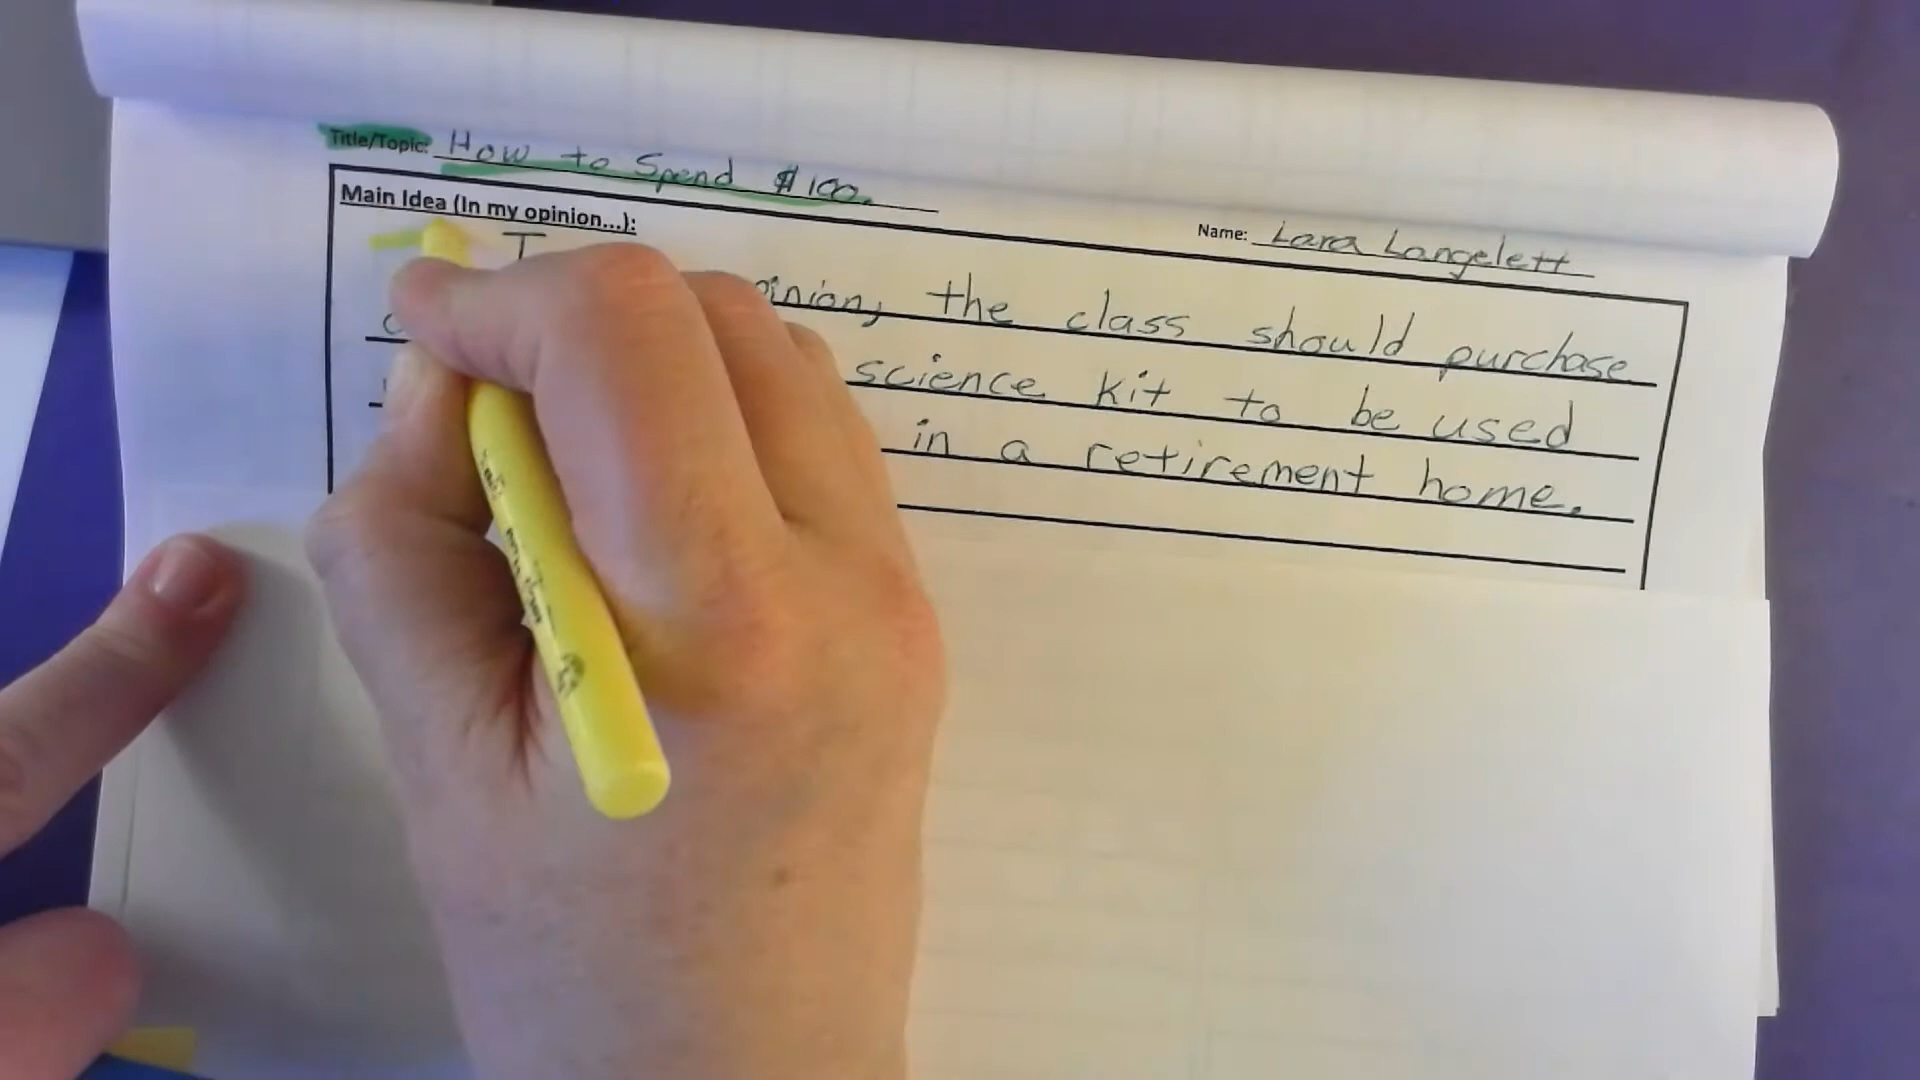 Title/Topic: How to Spend $100.
Main Idea (In my opinion...):
Name: Lara Langelett
the class should purchase
science kit to be used
in a retirement home.